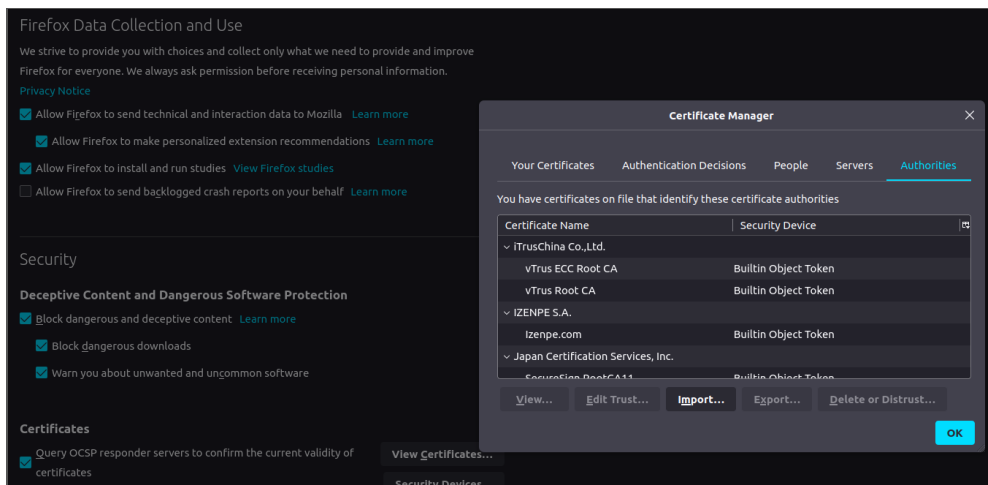 Firefox Data Collection and Use
We strive to provide you with choices and collect only what we need to provide and improve
Firefox for everyone. We always ask permission before receiving personal information.
Privacy Notice
Allow Firefox to send technical and interaction data to Mozilla Learn more
Allow Firefox to make personalized extension recommendations Learn more
Allow Firefox to install and run studies View Firefox studies
Allow Firefox to send backlogged crash reports on your behalf Learn more
Security
Deceptive Content and Dangerous Software Protection
Block dangerous and deceptive content Learn more
Block dangerous downloads
Warn you about unwanted and uncommon software
Certificates
Query OCSP responder servers to confirm the current validity of
certificates
View Certificates...
Security Devices
Certificate Manager
Your Certificates Authentication Decisions People Servers Authorities
You have certificates on file that identify these certificate authorities
Certificate Name Security Device
iTrusChina Co.,Ltd.
vTrus ECC Root CA Builtin Object Token
vTrus Root CA Builtin Object Token
IZENPE S.A.
Izenpe.com Builtin Object Token
Japan Certification Services, Inc.
SecureSign RootCA11 Builtin Object Token
View... Edit Trust... Import... Export... Delete or Distrust...
OK